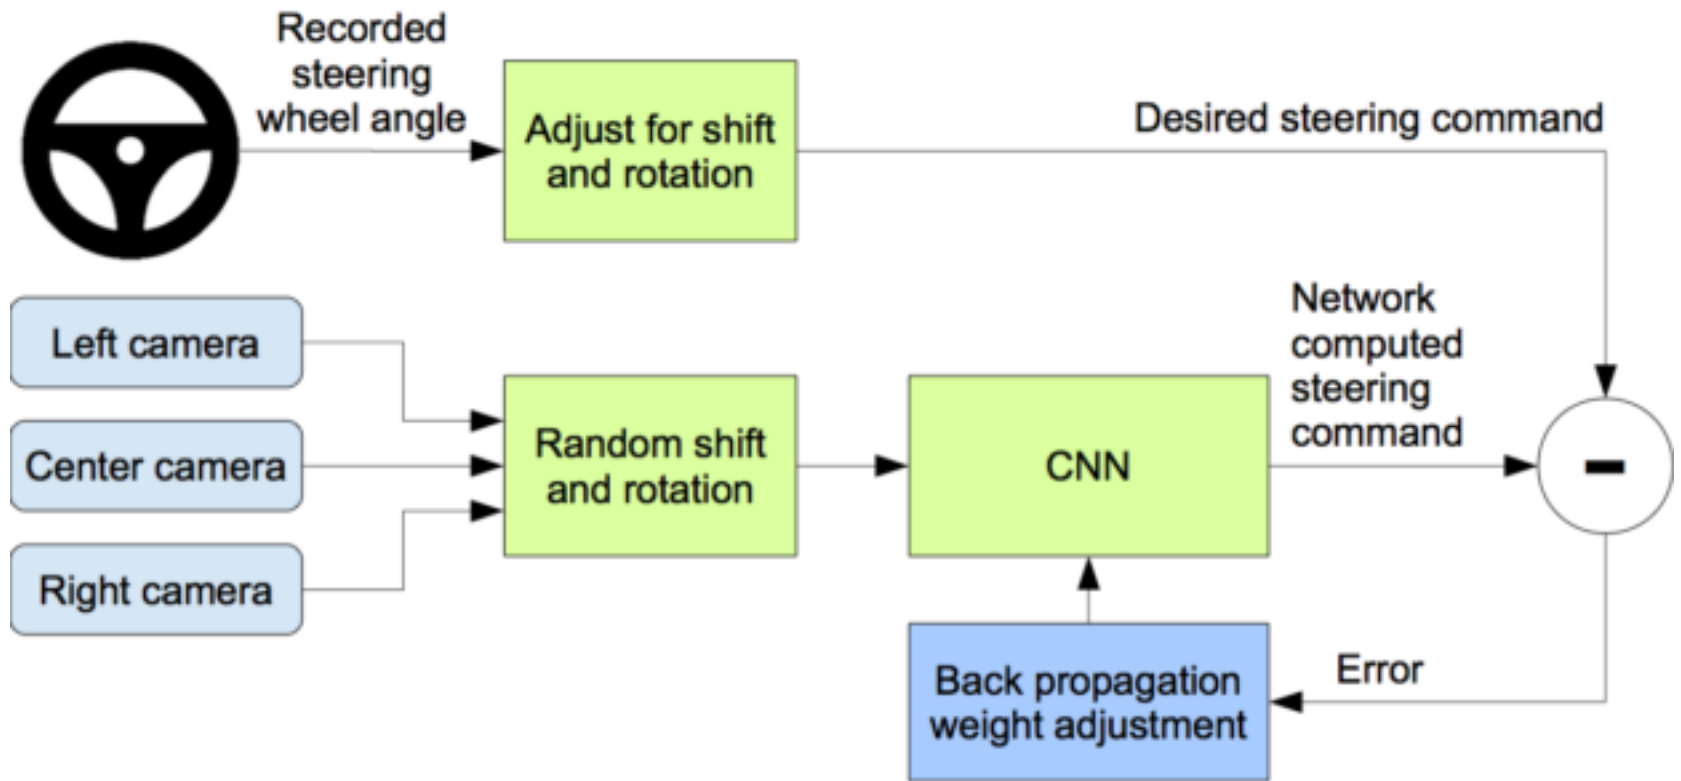 Recorded
steering
wheel angle
Adjust for shift
and rotation
Desired steering command
Left camera
Center camera
Right camera
Random shift
and rotation
CNN
Network
computed
steering
command
-
Back propagation
weight adjustment
Error